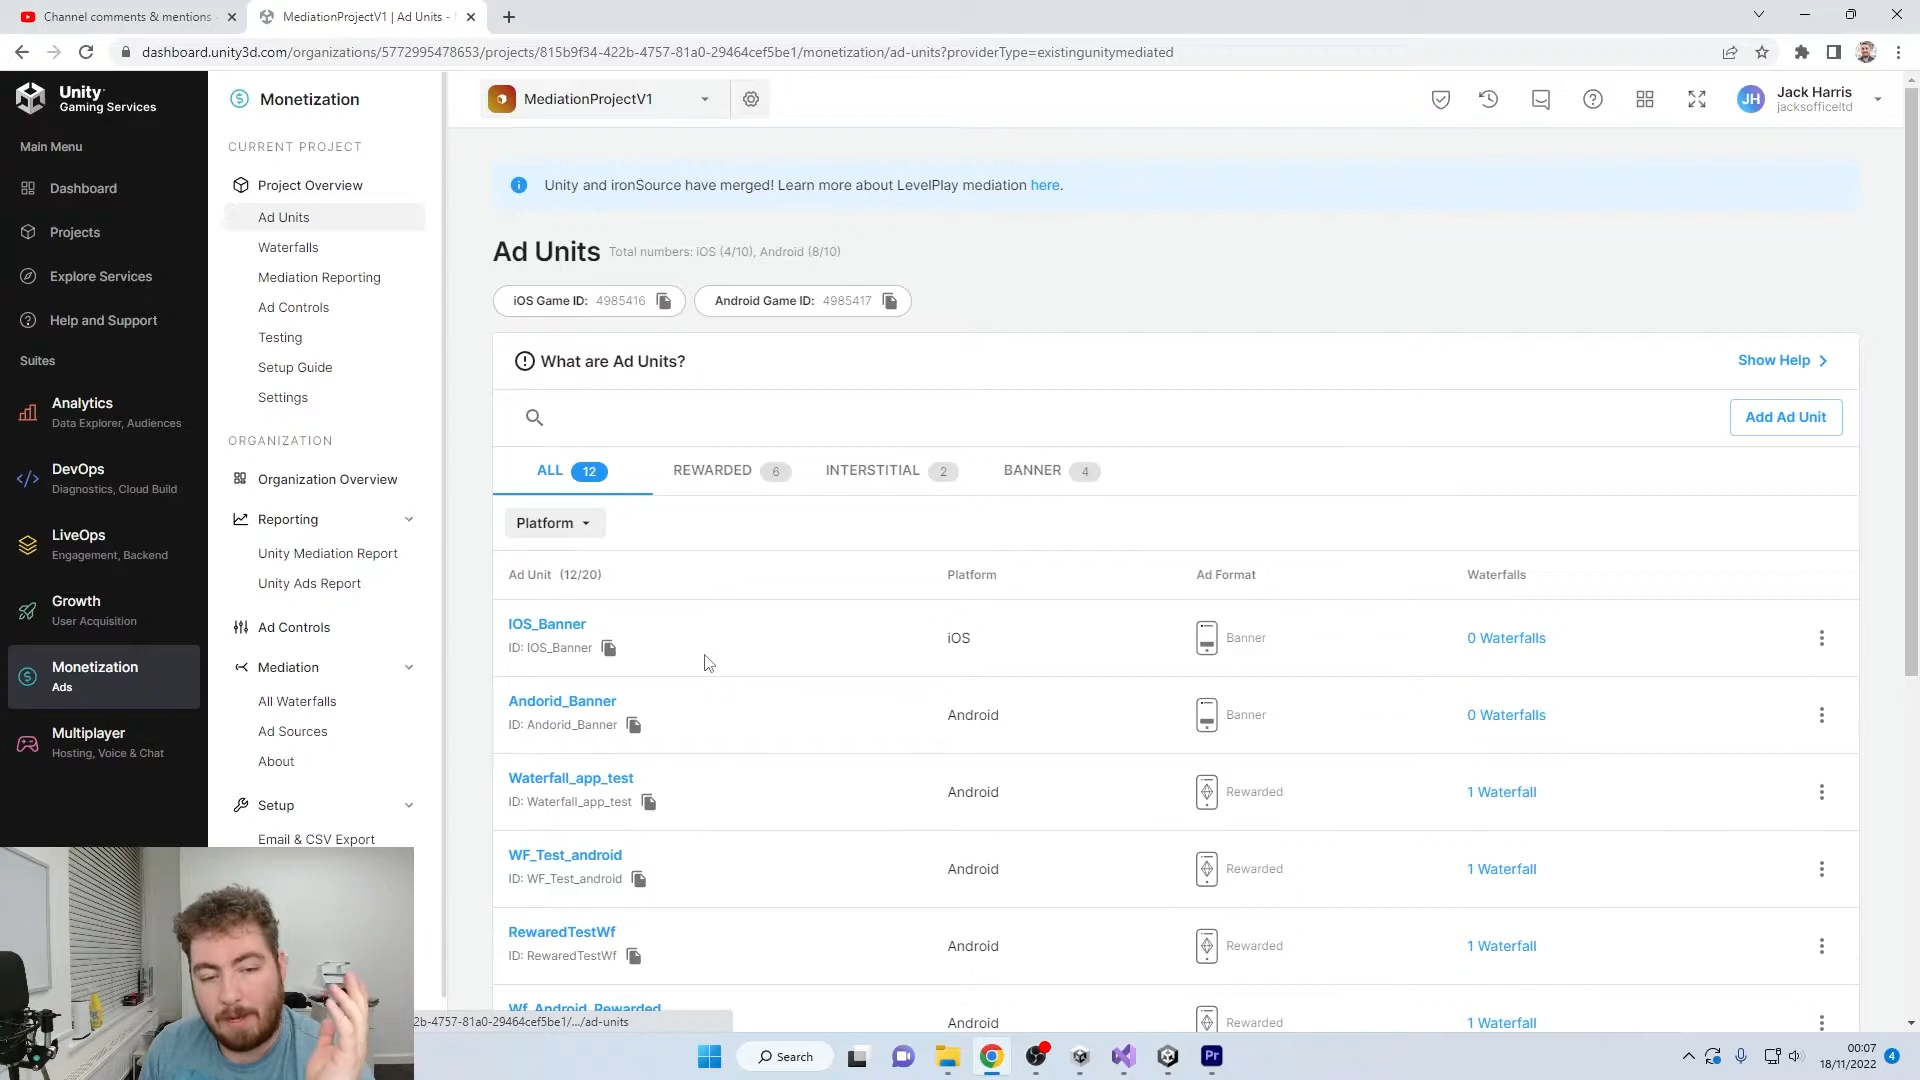 Channel comments & mentions
MediationProjectV1 | Ad Units -
dashboard.unity3d.com/organizations/5772995478653/projects/815b9f34-422b-4757-81a0-29464cef5be1/monetization/ad-units?providerType=existingunitymediated
Unity
Gaming Services
Main Menu
Dashboard
Projects
Explore Services
Help and Support
Suites
Analytics
Data Explorer, Audiences
DevOps
Diagnostics, Cloud Build
LiveOps
Engagement, Backend
Growth
User Acquisition
Monetization
Ads
Multiplayer
Hosting, Voice & Chat
Monetization
CURRENT PROJECT
Project Overview
Ad Units
Waterfalls
Mediation Reporting
Ad Controls
Testing
Setup Guide
Settings
ORGANIZATION
Organization Overview
Reporting
Unity Mediation Report
Unity Ads Report
Ad Controls
Mediation
All Waterfalls
Ad Sources
About
Setup
Email & CSV Export
MediationProjectV1
JH
Jack Harris
jacksofficeltd
Unity and ironSource have merged! Learn more about LevelPlay mediation here.
Ad Units Total numbers: iOS (4/10), Android (8/10)
iOS Game ID: 4985416
Android Game ID: 4985417
What are Ad Units?
Show Help
Add Ad Unit
ALL 12
REWARDED 6
INTERSTITIAL 2
BANNER 4
Platform
Ad Unit (12/20) Platform Ad Format Waterfalls
IOS_Banner
ID: IOS_Banner
iOS Banner 0 Waterfalls
Andorid_Banner
ID: Andorid_Banner
Android Banner 0 Waterfalls
Waterfall_app_test
ID: Waterfall_app_test
Android Rewarded 1 Waterfall
WF_Test_android
ID: WF_Test_android
Android Rewarded 1 Waterfall
RewaredTestWf
ID: RewaredTestWf
Android Rewarded 1 Waterfall
Wf_Android_Rewarded
Android Rewarded 1 Waterfall
2b-4757-81a0-29464cef5be1/.../ad-units
Search
Pr
00:07
18/11/2022
4